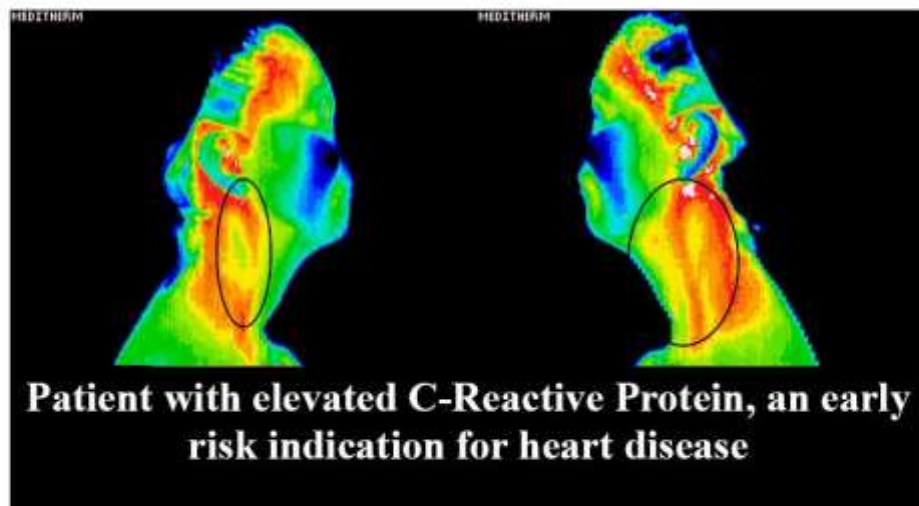 MEDITHERM MEDITHERM
Patient with elevated C-Reactive Protein, an early
risk indication for heart disease